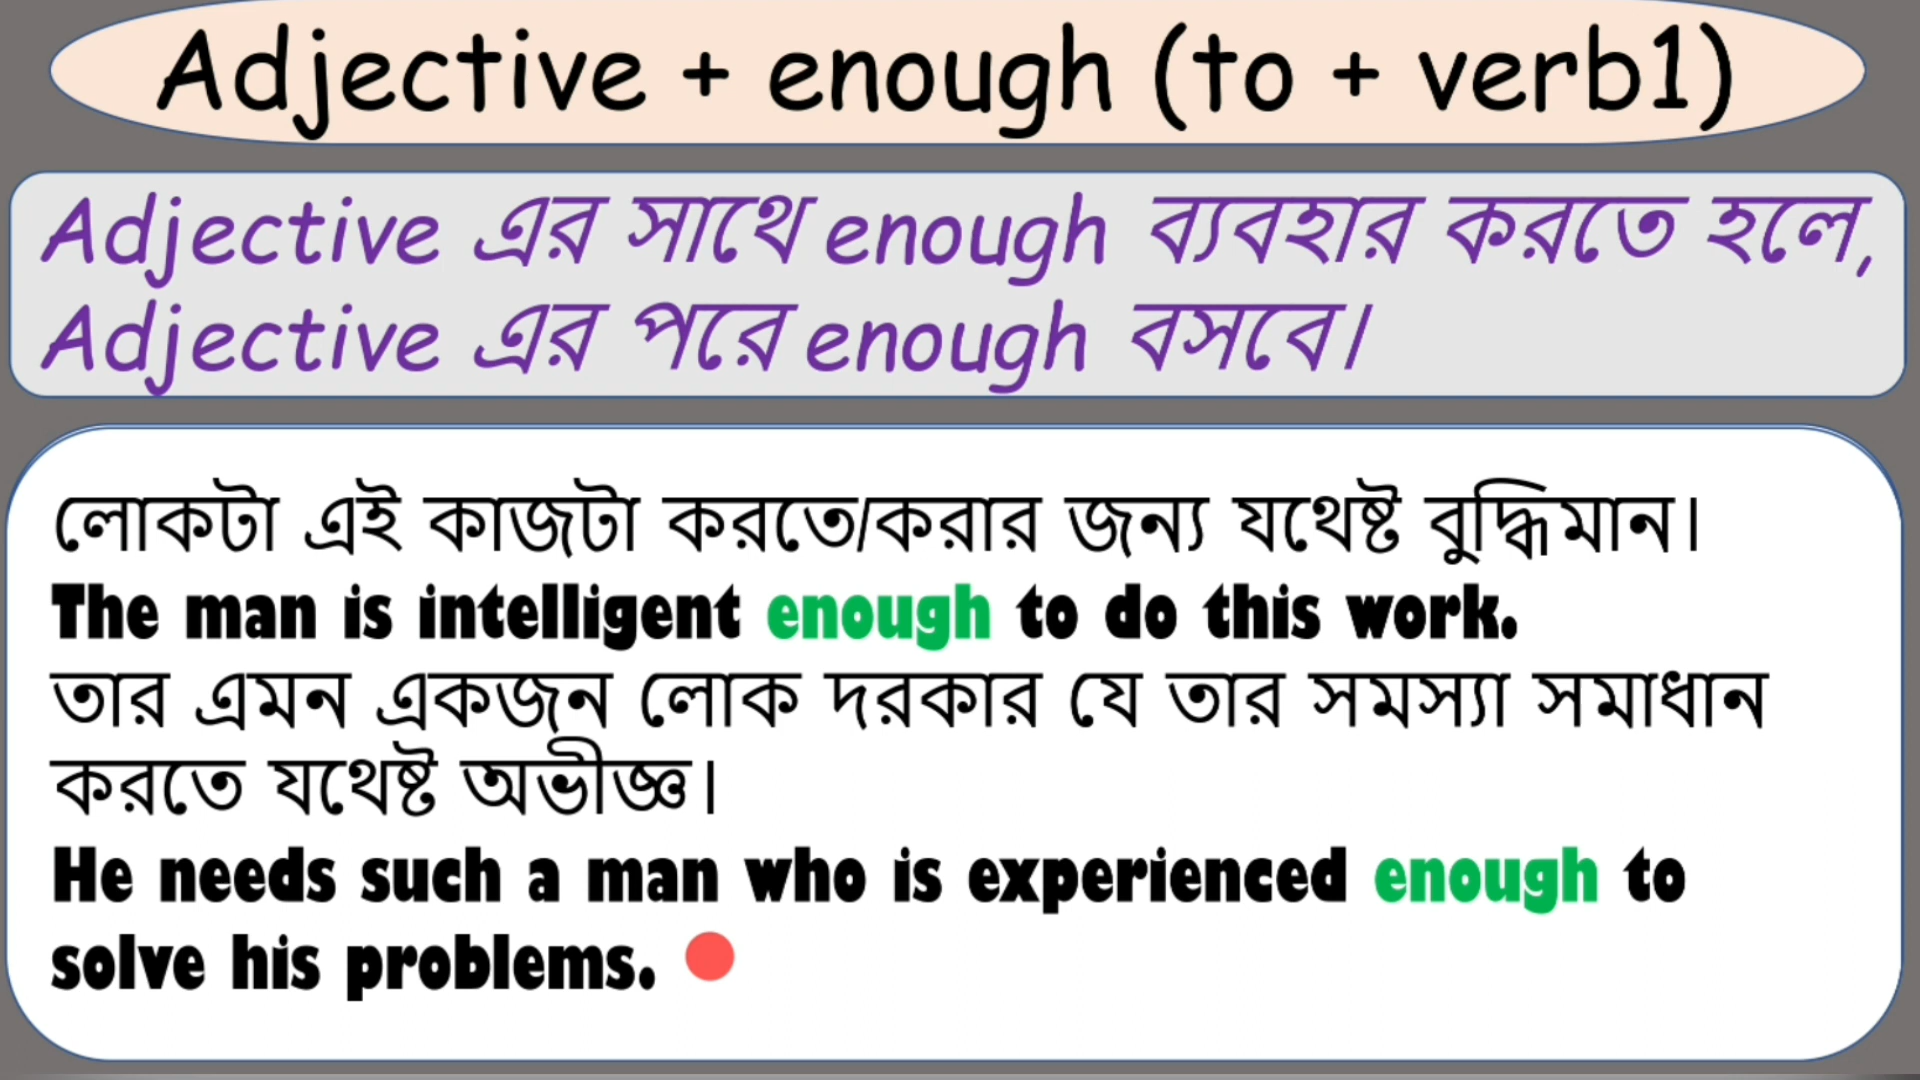 Adjective + enough (to + verb1)
Adjective এর সাথে enough ব্যবহার করতে হলে,
Adjective এর পরে enough বসবে।
লোকটা এই কাজটা করতে/করার জন্য যথেষ্ট বুদ্ধিমান।
The man is intelligent enough to do this work.
তার এমন একজন লোক দরকার যে তার সমস্যা সমাধান
করতে যথেষ্ট অভীজ্ঞ।
He needs such a man who is experienced enough to
solve his problems.